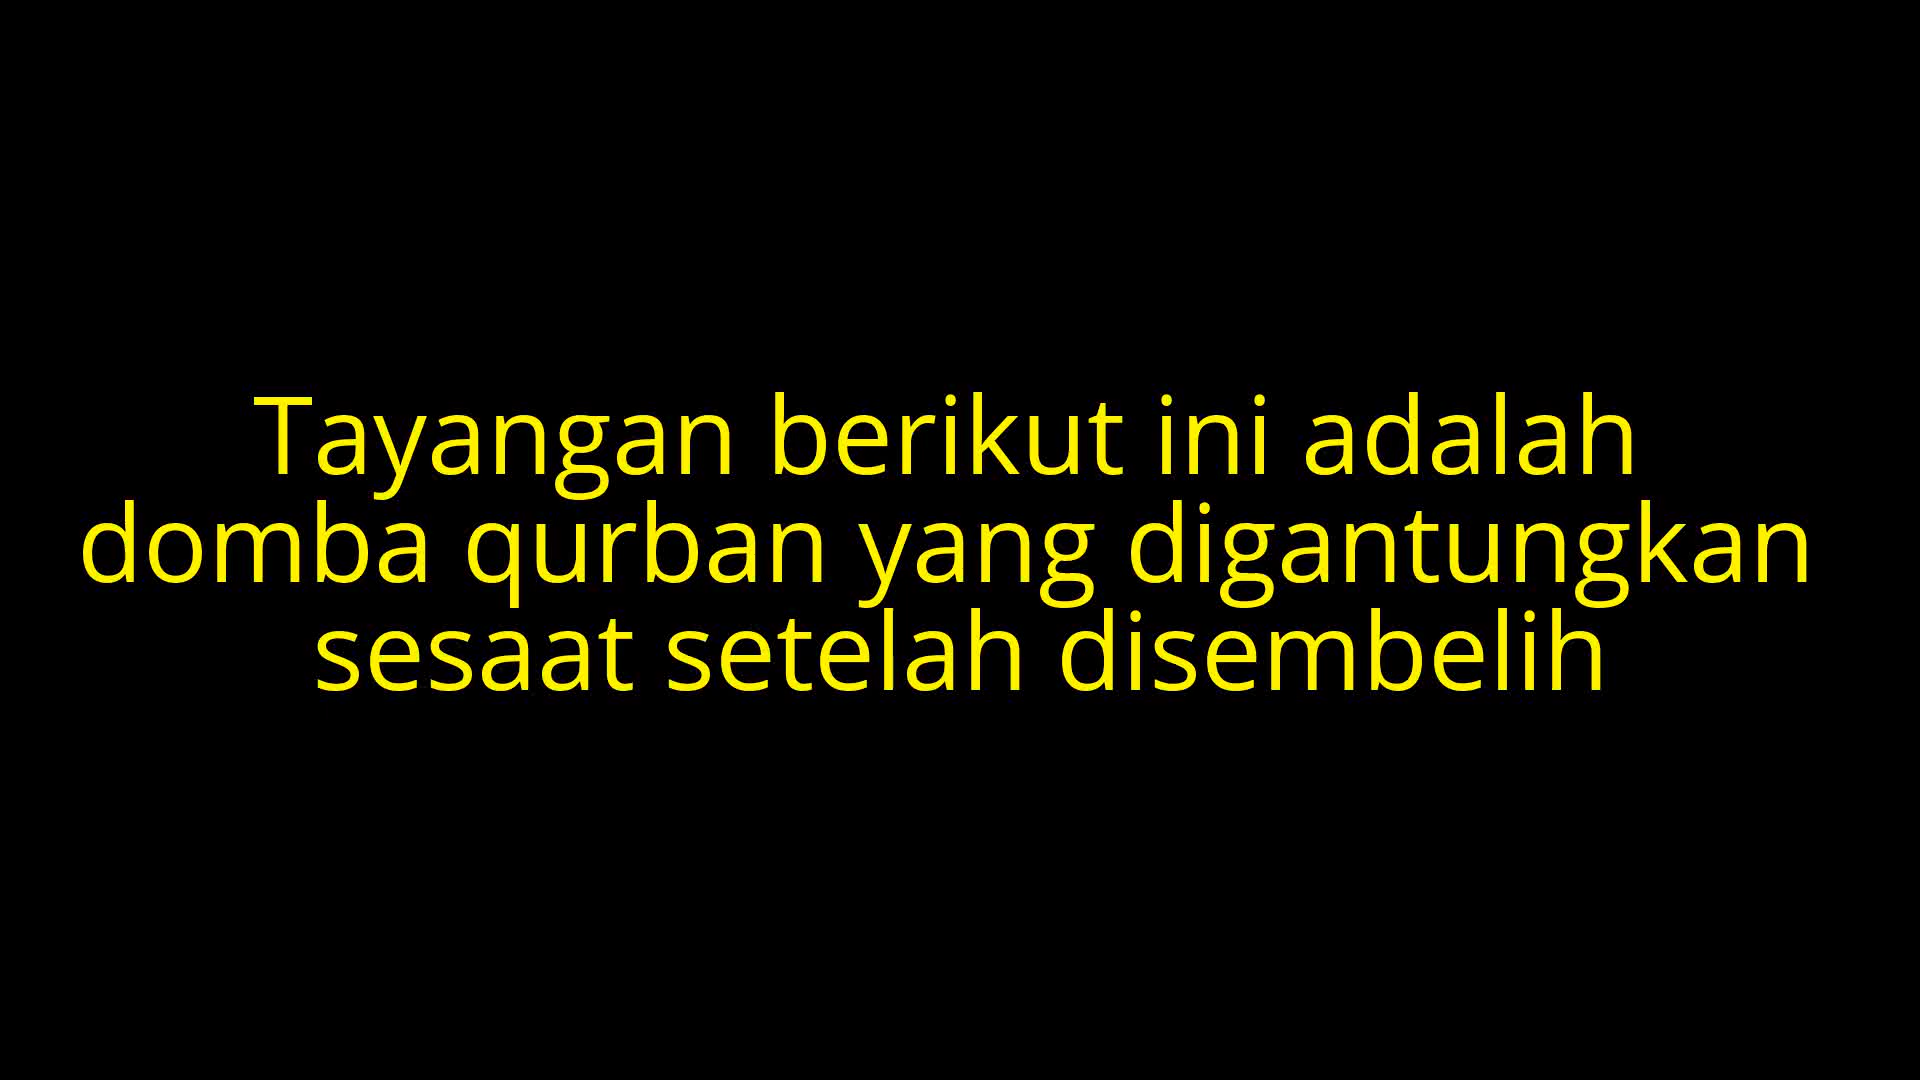 Tayangan berikut ini adalah
domba qurban yang digantungkan
sesaat setelah disembelih